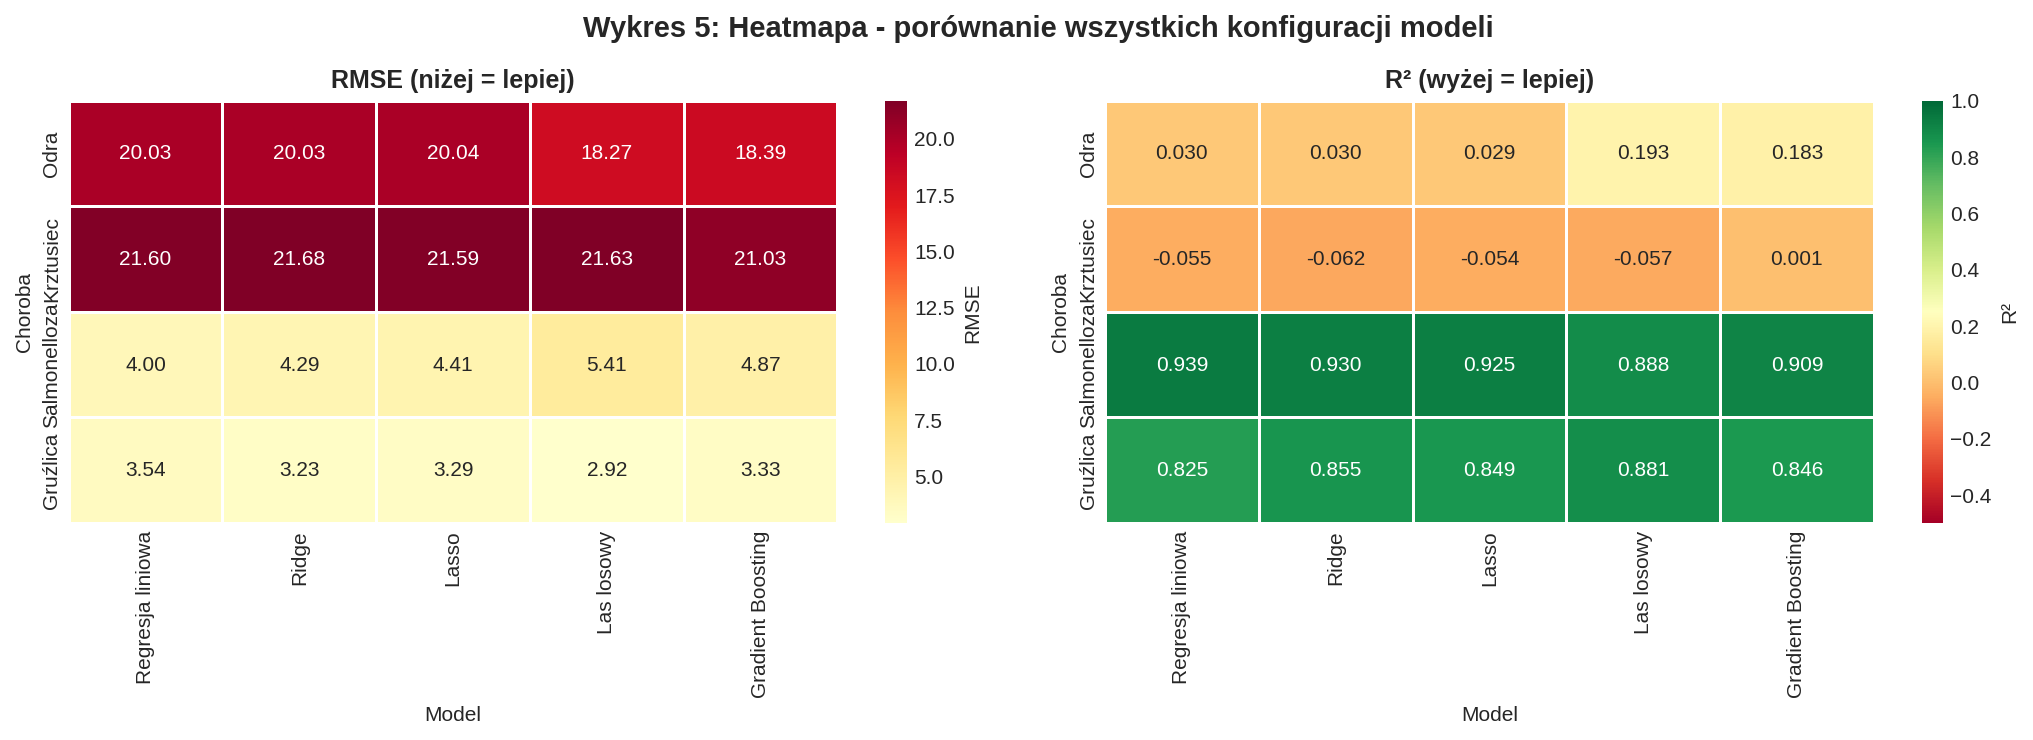 Wykres 5: Heatmapa - porównanie wszystkich konfiguracji modeli
RMSE (niżej = lepiej)
Choroba
Odra
Krztusiec
Salmonelloza
Gruźlica
20.03 20.03 20.04 18.27 18.39
21.60 21.68 21.59 21.63 21.03
4.00 4.29 4.41 5.41 4.87
3.54 3.23 3.29 2.92 3.33
Regresja liniowa
Ridge
Lasso
Las losowy
Gradient Boosting
Model
20.0
17.5
15.0
12.5
10.0
7.5
5.0
RMSE
R² (wyżej = lepiej)
Choroba
Odra
Krztusiec
Salmonelloza
Gruźlica
0.030 0.030 0.029 0.193 0.183
-0.055 -0.062 -0.054 -0.057 0.001
0.939 0.930 0.925 0.888 0.909
0.825 0.855 0.849 0.881 0.846
Regresja liniowa
Ridge
Lasso
Las losowy
Gradient Boosting
Model
1.0
0.8
0.6
0.4
0.2
0.0
−0.2
−0.4
R²